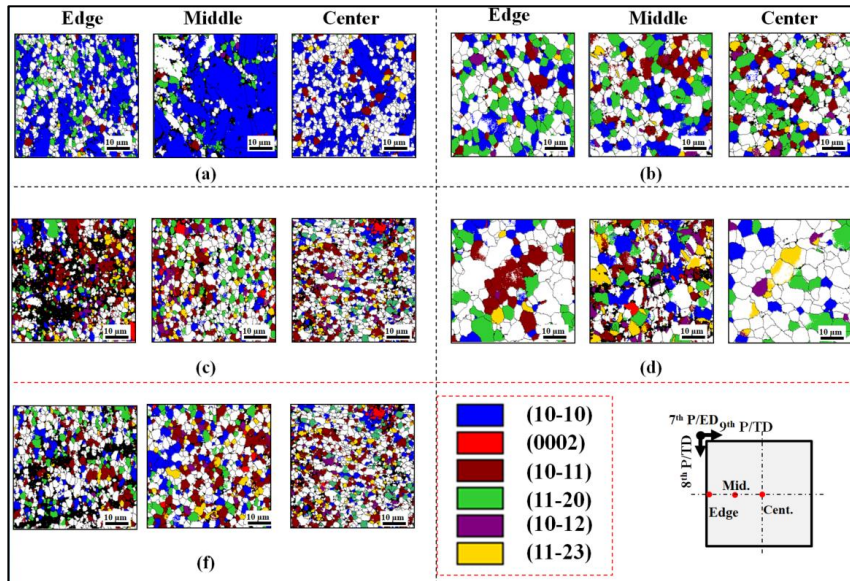 Edge Middle Center
10 µm 10 µm 10 µm
(a)
Edge Middle Center
10 µm 10 µm 10 µm
(b)
10 µm 10 µm 10 µm
(c)
10 µm 10 µm 10 µm
(d)
10 µm 10 µm 10 µm
(f)
(10-10)
(0002)
(10-11)
(11-20)
(10-12)
(11-23)
7th P/ED
9th P/TD
8th P/TD
Mid.
Edge
Cent.